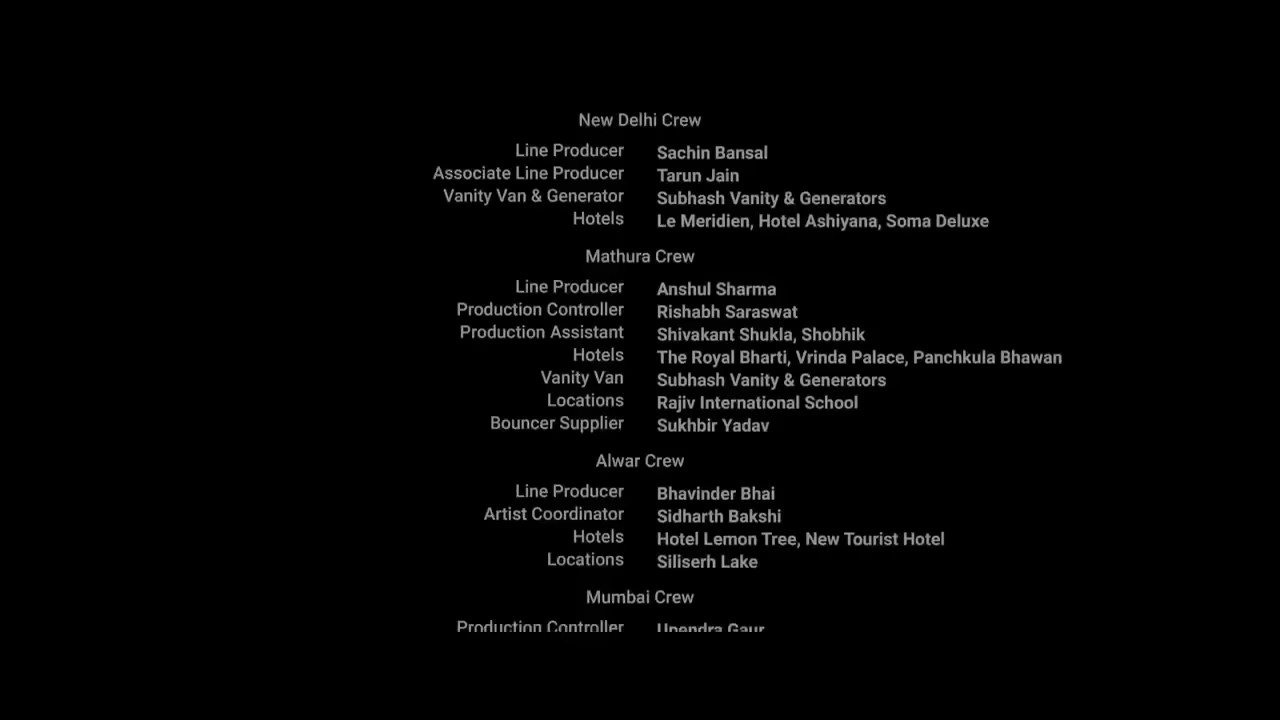 New Delhi Crew
Line Producer Sachin Bansal
Associate Line Producer Tarun Jain
Vanity Van & Generator Subhash Vanity & Generators
Hotels Le Meridien, Hotel Ashiyana, Soma Deluxe
Mathura Crew
Line Producer Anshul Sharma
Production Controller Rishabh Saraswat
Production Assistant Shivakant Shukla, Shobhik
Hotels The Royal Bharti, Vrinda Palace, Panchkula Bhawan
Vanity Van Subhash Vanity & Generators
Locations Rajiv International School
Bouncer Supplier Sukhbir Yadav
Alwar Crew
Line Producer Bhavinder Bhai
Artist Coordinator Sidharth Bakshi
Hotels Hotel Lemon Tree, New Tourist Hotel
Locations Siliserh Lake
Mumbai Crew
Production Controller Upendra Gaur